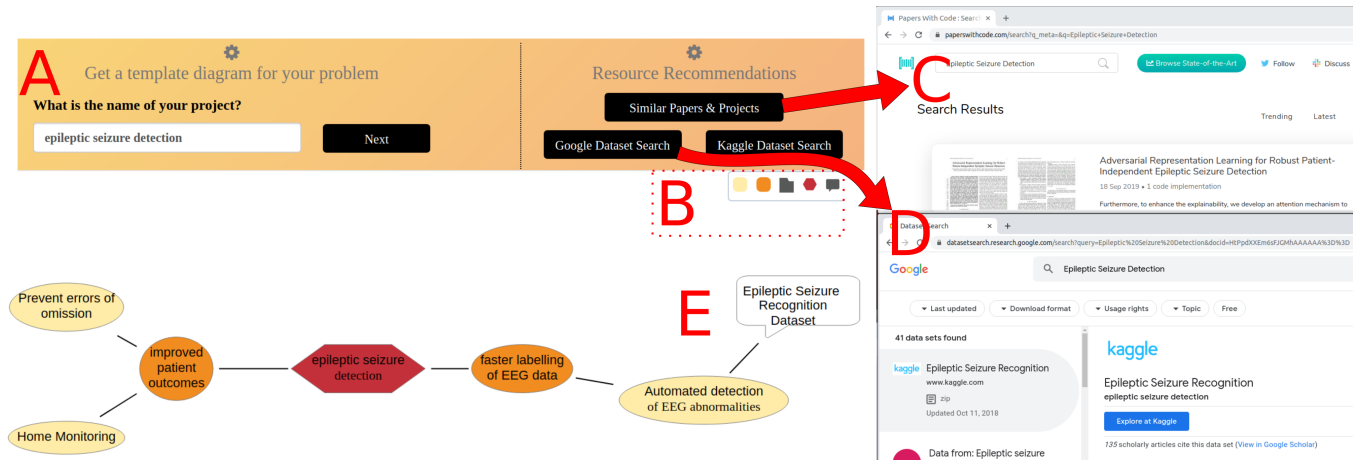 A
Get a template diagram for your problem
What is the name of your project?
epileptic seizure detection
Next
Resource Recommendations
Similar Papers & Projects
Google Dataset Search
Kaggle Dataset Search
B
Prevent errors of
omission
improved
patient
outcomes
Home Monitoring
epileptic seizure
detection
faster labelling
of EEG data
Automated detection
of EEG abnormalities
E
Epileptic Seizure
Recognition
Dataset
Papers With Code : Search
paperswithcode.com/search?q_meta=&q=Epileptic+Seizure+Detection
C
Epileptic Seizure Detection
Browse State-of-the-Art
Follow
Discuss
Search Results
Trending
Latest
Adversarial Representation Learning for Robust Patient-
Independent Epileptic Seizure Detection
18 Sep 2019 • 1 code implementation
Furthermore, to enhance the explainability, we develop an attention mechanism to
D
Dataset Search
datasetsearch.research.google.com/search?query=Epileptic%20Seizure%20Detection&docid=HtPpdXXEm6sFJGMhAAAAAA%3D%3D
Google
Epileptic Seizure Detection
Last updated
Download format
Usage rights
Topic
Free
41 data sets found
kaggle
Epileptic Seizure Recognition
www.kaggle.com
zip
Updated Oct 11, 2018
Data from: Epileptic seizure
kaggle
Epileptic Seizure Recognition
epileptic seizure detection
Explore at Kaggle
135 scholarly articles cite this data set (View in Google Scholar)